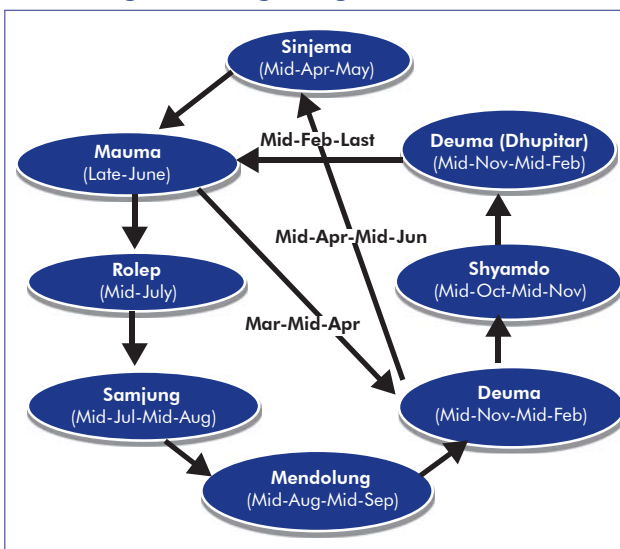 Sinjema
(Mid-Apr-May)
Mid-Feb-Last
Deuma (Dhupitar)
(Mid-Nov-Mid-Feb)
Mauma
(Late-June)
Mid-Apr-Mid-Jun
Shyamdo
(Mid-Oct-Mid-Nov)
Rolep
(Mid-July)
Mar-Mid-Apr
Samjung
(Mid-Jul-Mid-Aug)
Deuma
(Mid-Nov-Mid-Feb)
Mendolung
(Mid-Aug-Mid-Sep)